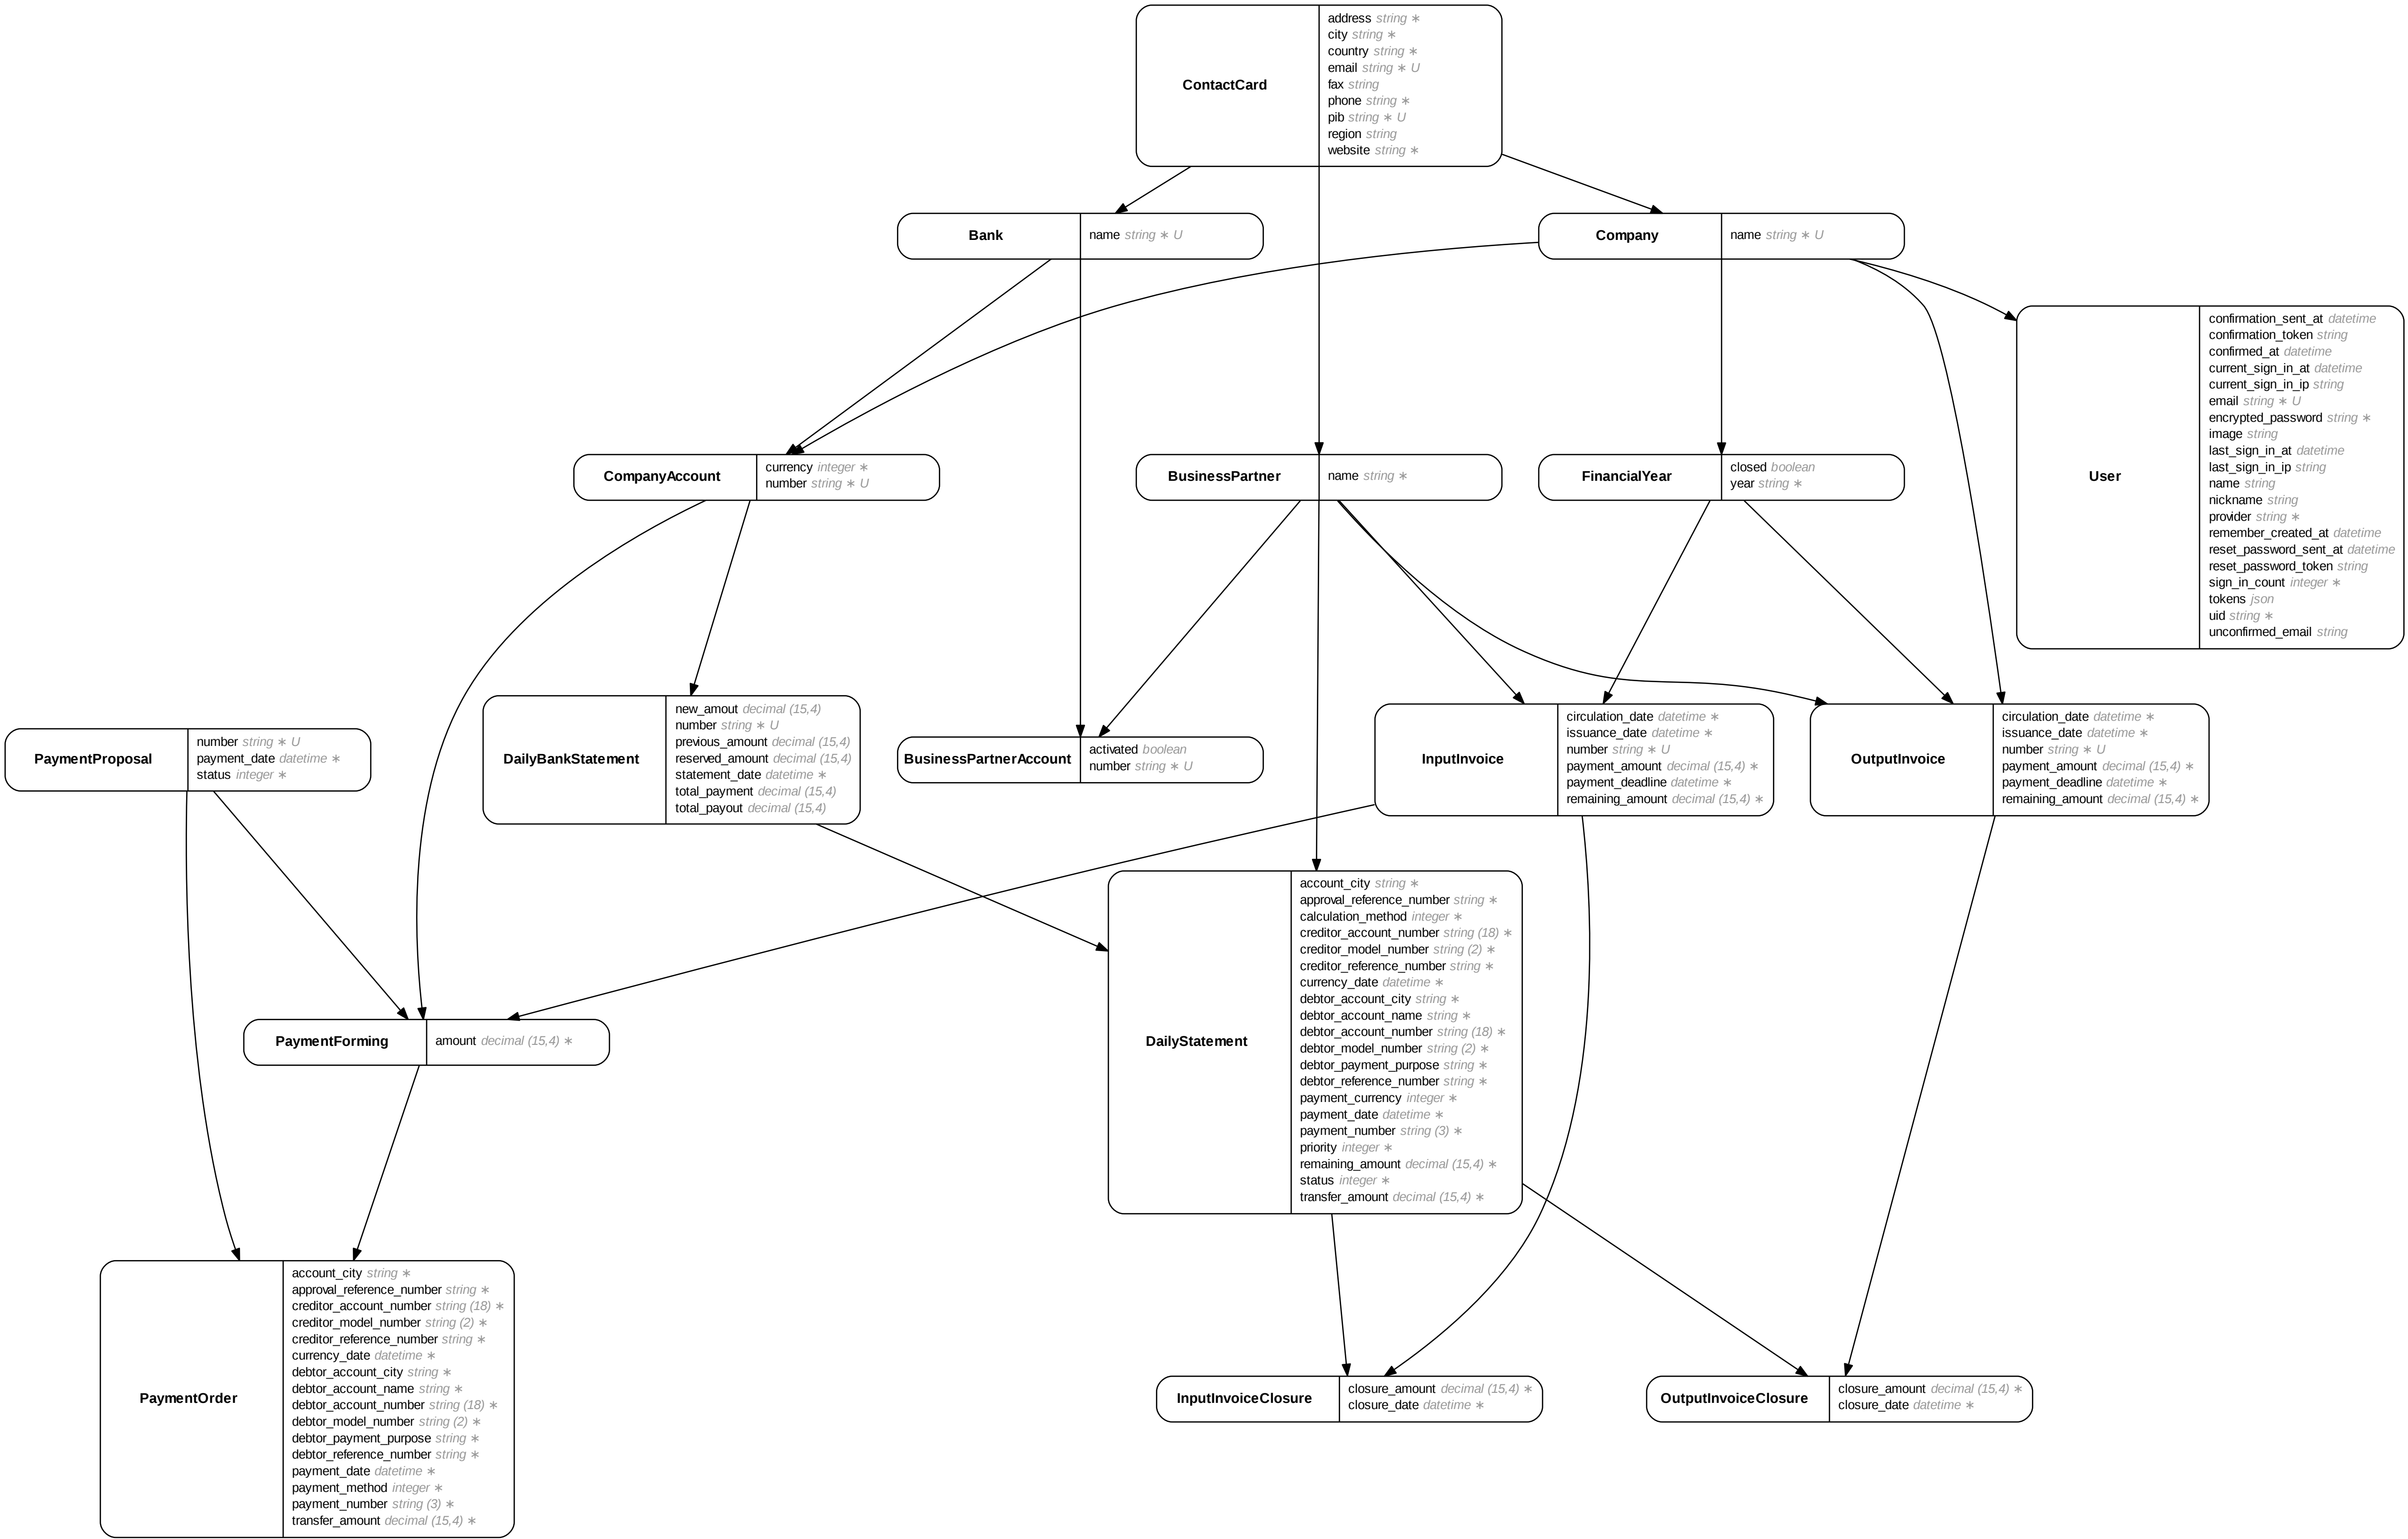 ContactCard
address string ∗
city string ∗
country string ∗
email string ∗ U
fax string
phone string ∗
pib string ∗ U
region string
website string ∗
Bank
name string ∗ U
Company
name string ∗ U
User
confirmation_sent_at datetime
confirmation_token string
confirmed_at datetime
current_sign_in_at datetime
current_sign_in_ip string
email string ∗ U
encrypted_password string ∗
image string
last_sign_in_at datetime
last_sign_in_ip string
name string
nickname string
provider string ∗
remember_created_at datetime
reset_password_sent_at datetime
reset_password_token string
sign_in_count integer ∗
tokens json
uid string ∗
unconfirmed_email string
CompanyAccount
currency integer ∗
number string ∗ U
BusinessPartner
name string ∗
FinancialYear
closed boolean
year string ∗
PaymentProposal
number string ∗ U
payment_date datetime ∗
status integer ∗
DailyBankStatement
new_amout decimal (15,4)
number string ∗ U
previous_amount decimal (15,4)
reserved_amount decimal (15,4)
statement_date datetime ∗
total_payment decimal (15,4)
total_payout decimal (15,4)
BusinessPartnerAccount
activated boolean
number string ∗ U
InputInvoice
circulation_date datetime ∗
issuance_date datetime ∗
number string ∗ U
payment_amount decimal (15,4) ∗
payment_deadline datetime ∗
remaining_amount decimal (15,4) ∗
OutputInvoice
circulation_date datetime ∗
issuance_date datetime ∗
number string ∗ U
payment_amount decimal (15,4) ∗
payment_deadline datetime ∗
remaining_amount decimal (15,4) ∗
PaymentForming
amount decimal (15,4) ∗
DailyStatement
account_city string ∗
approval_reference_number string ∗
calculation_method integer ∗
creditor_account_number string (18) ∗
creditor_model_number string (2) ∗
creditor_reference_number string ∗
currency_date datetime ∗
debtor_account_city string ∗
debtor_account_name string ∗
debtor_account_number string (18) ∗
debtor_model_number string (2) ∗
debtor_payment_purpose string ∗
debtor_reference_number string ∗
payment_currency integer ∗
payment_date datetime ∗
payment_number string (3) ∗
priority integer ∗
remaining_amount decimal (15,4) ∗
status integer ∗
transfer_amount decimal (15,4) ∗
PaymentOrder
account_city string ∗
approval_reference_number string ∗
creditor_account_number string (18) ∗
creditor_model_number string (2) ∗
creditor_reference_number string ∗
currency_date datetime ∗
debtor_account_city string ∗
debtor_account_name string ∗
debtor_account_number string (18) ∗
debtor_model_number string (2) ∗
debtor_payment_purpose string ∗
debtor_reference_number string ∗
payment_date datetime ∗
payment_method integer ∗
payment_number string (3) ∗
transfer_amount decimal (15,4) ∗
InputInvoiceClosure
closure_amount decimal (15,4) ∗
closure_date datetime ∗
OutputInvoiceClosure
closure_amount decimal (15,4) ∗
closure_date datetime ∗